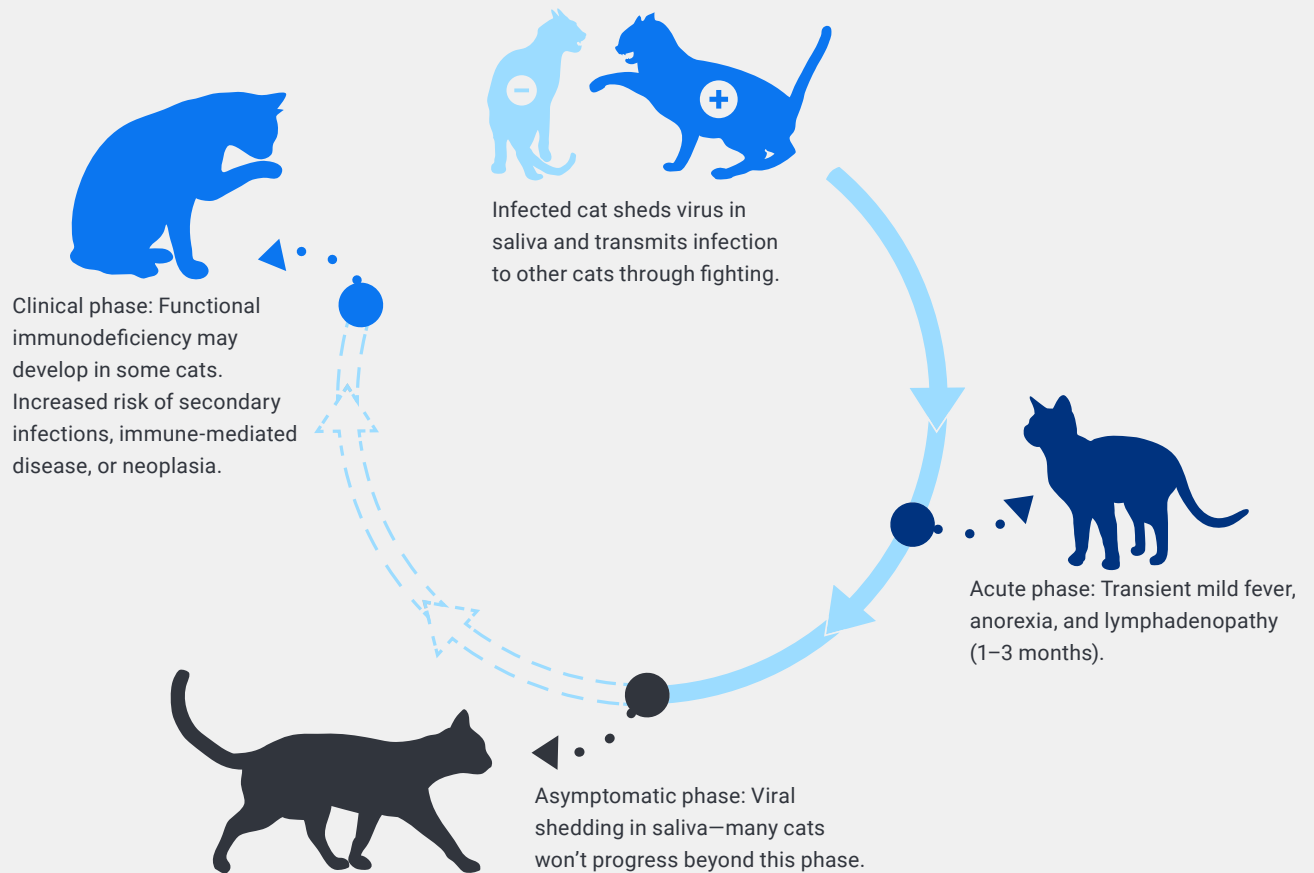 Infected cat sheds virus in
saliva and transmits infection
to other cats through fighting.
Clinical phase: Functional
immunodeficiency may
develop in some cats.
Increased risk of secondary
infections, immune-mediated
disease, or neoplasia.
Acute phase: Transient mild fever,
anorexia, and lymphadenopathy
(1–3 months).
Asymptomatic phase: Viral
shedding in saliva—many cats
won’t progress beyond this phase.